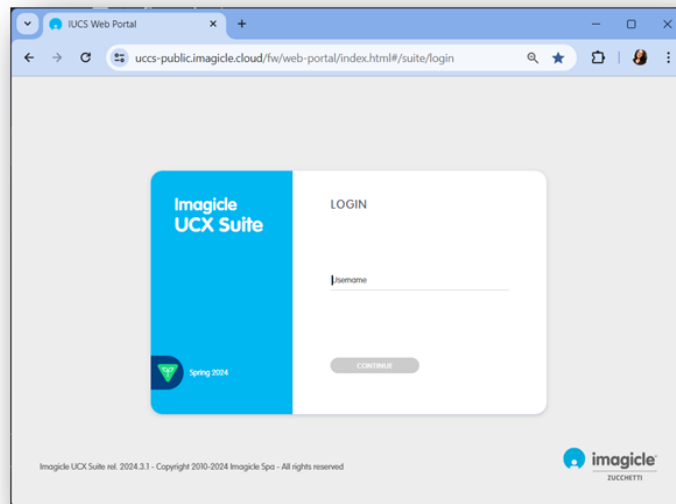 IUCS Web Portal
uccs-public.imagicle.cloud/fw/web-portal/index.html#/suite/login
Imagicle
UCX Suite
LOGIN
Username
CONTINUE
Spring 2024
Imagicle UCX Suite rel. 2024.3.1 - Copyright 2010-2024 Imagicle Spa - All rights reserved
imagicle
ZUCCHETTI